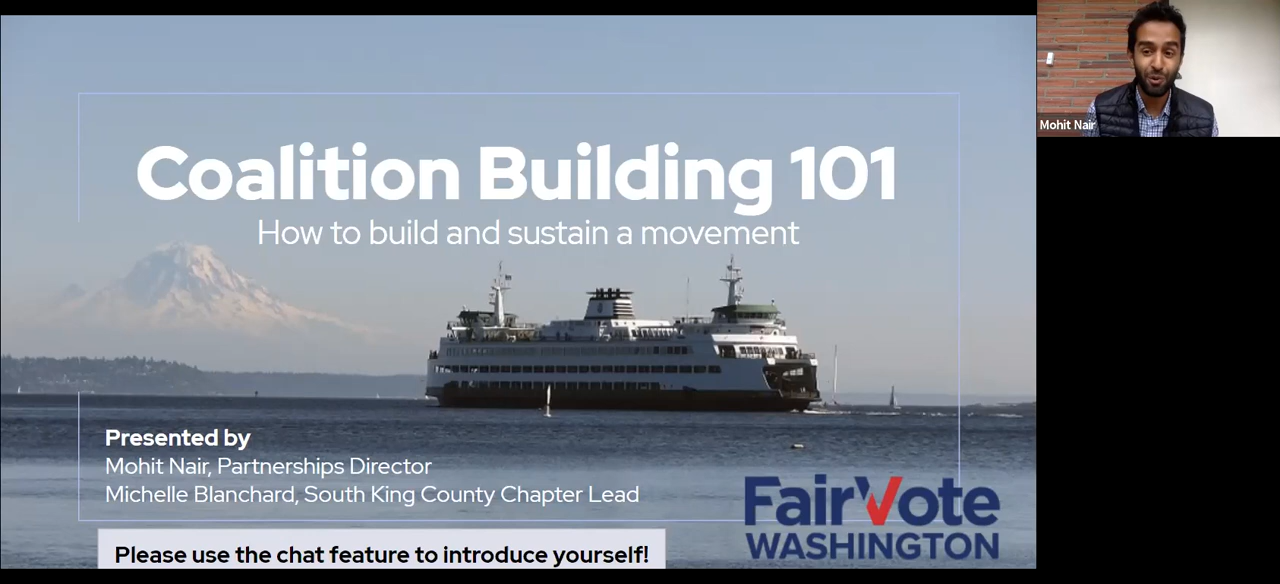 Coalition Building 101
How to build and sustain a movement
Presented by
Mohit Nair, Partnerships Director
Michelle Blanchard, South King County Chapter Lead
Please use the chat feature to introduce yourself!
FairVote
WASHINGTON
Mohit Nair